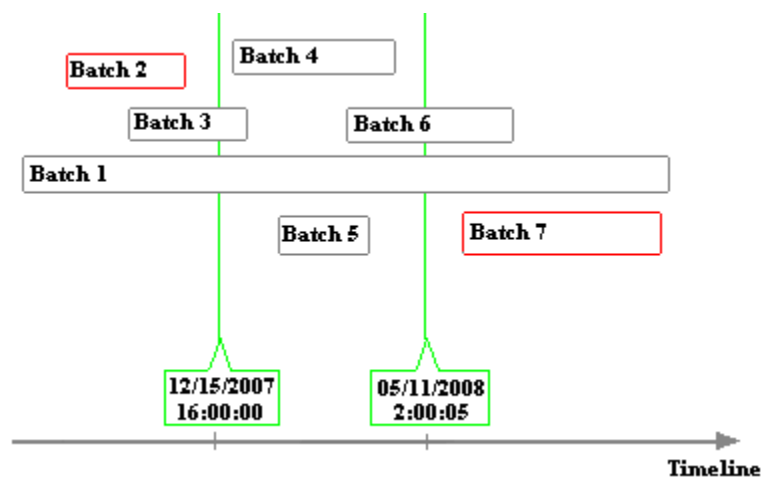 Batch 4
Batch 2
Batch 3
Batch 6
Batch 1
Batch 5
Batch 7
12/15/2007
16:00:00
05/11/2008
2:00:05
Timeline